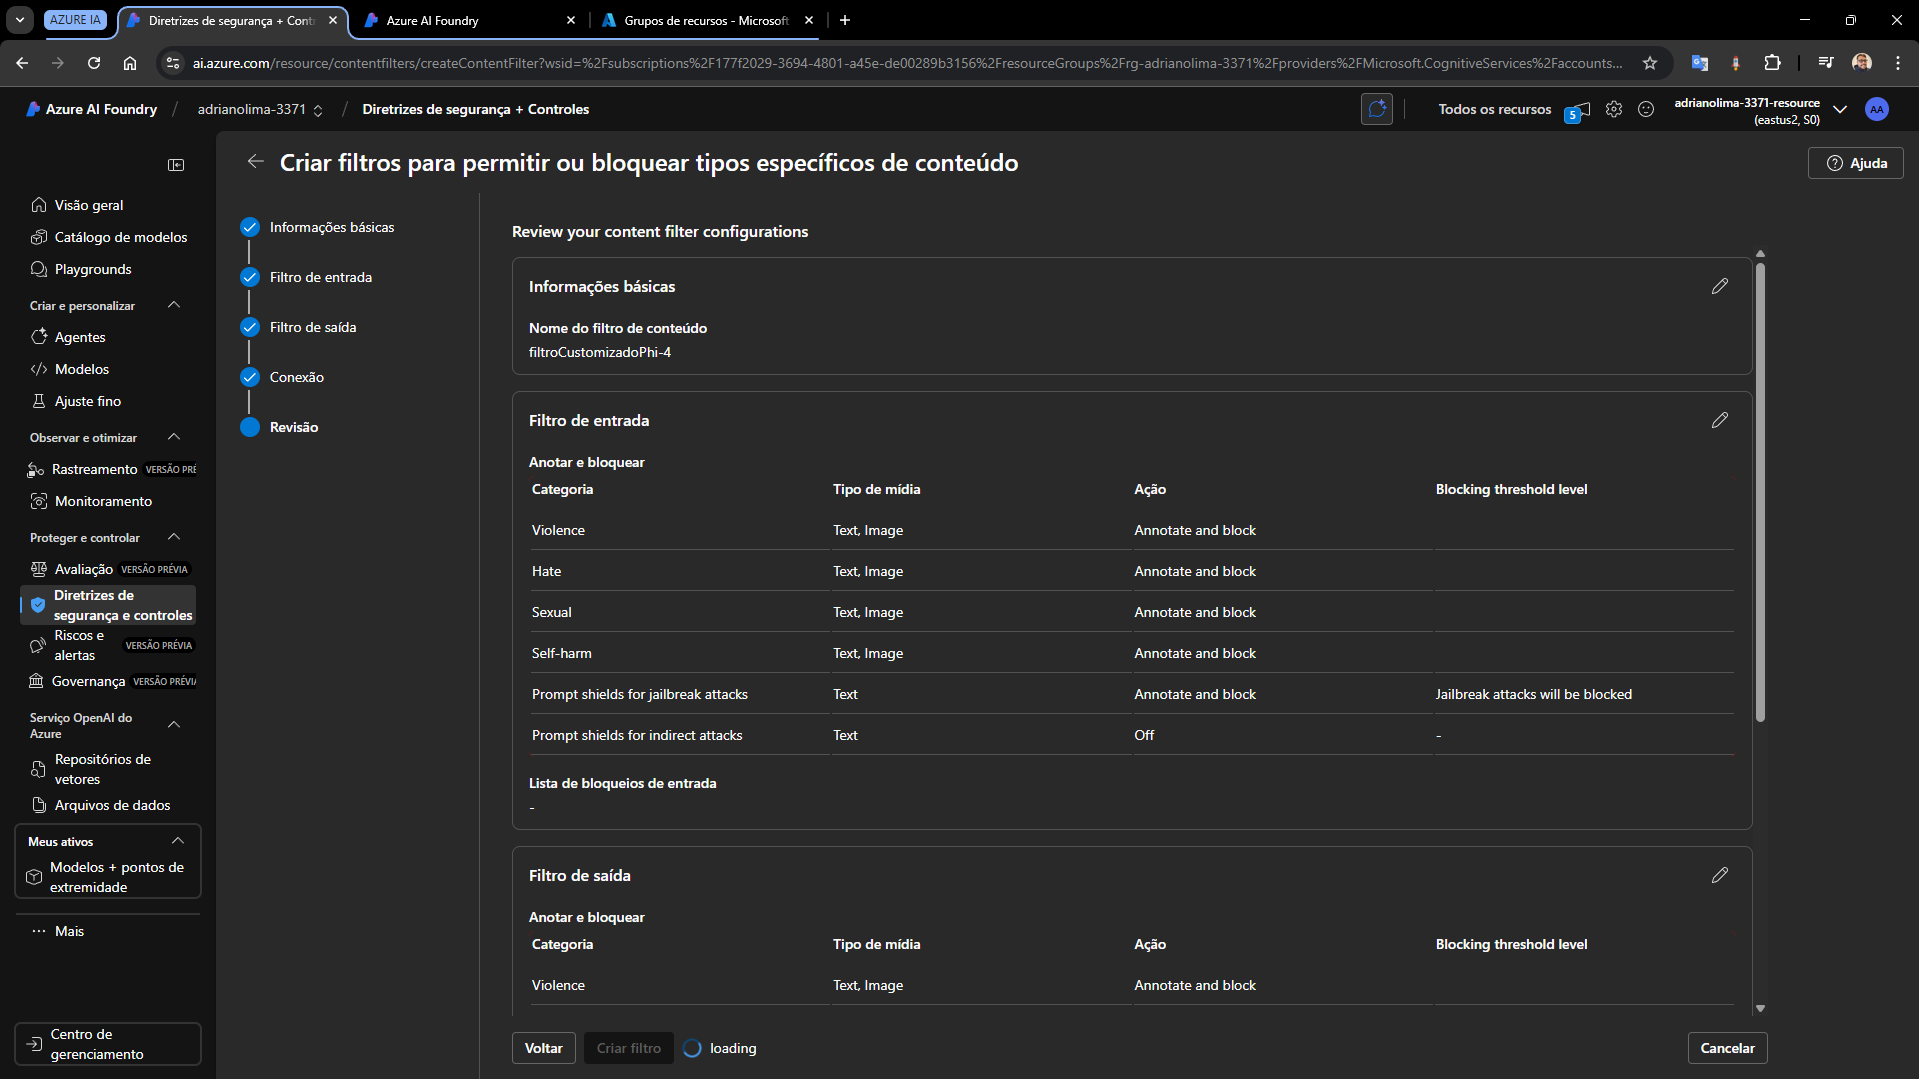 AZURE IA
Diretrizes de segurança + Contr
Azure AI Foundry
Grupos de recursos - Microsoft
ai.azure.com/resource/contentfilters/createContentFilter?wsid=%2Fsubscriptions%2F177f2029-3694-4801-a45e-de00289b3156%2FresourceGroups%2Frg-adrianolima-3371%2Fproviders%2FMicrosoft.CognitiveServices%2Faccounts...
Azure AI Foundry / adrianolima-3371 / Diretrizes de segurança + Controles
Todos os recursos
5
adrianolima-3371-resource
(eastus2, S0)
AA
Criar filtros para permitir ou bloquear tipos específicos de conteúdo
Ajuda
Visão geral
Catálogo de modelos
Playgrounds
Criar e personalizar
Agentes
Modelos
Ajuste fino
Observar e otimizar
Rastreamento VERSÃO PRÉ
Monitoramento
Proteger e controlar
Avaliação VERSÃO PRÉVIA
Diretrizes de
segurança e controles
Riscos e
alertas VERSÃO PRÉVIA
Governança VERSÃO PRÉVIA
Serviço OpenAI do
Azure
Repositórios de
vetores
Arquivos de dados
Meus ativos
Modelos + pontos de
extremidade
Mais
Centro de
gerenciamento
Informações básicas
Filtro de entrada
Filtro de saída
Conexão
Revisão
Review your content filter configurations
Informações básicas
Nome do filtro de conteúdo
filtroCustomizadoPhi-4
Filtro de entrada
Anotar e bloquear
Categoria Tipo de mídia Ação Blocking threshold level
Violence Text, Image Annotate and block
Hate Text, Image Annotate and block
Sexual Text, Image Annotate and block
Self-harm Text, Image Annotate and block
Prompt shields for jailbreak attacks Text Annotate and block Jailbreak attacks will be blocked
Prompt shields for indirect attacks Text Off -
Lista de bloqueios de entrada
-
Filtro de saída
Anotar e bloquear
Categoria Tipo de mídia Ação Blocking threshold level
Violence Text, Image Annotate and block
Voltar Criar filtro loading Cancelar